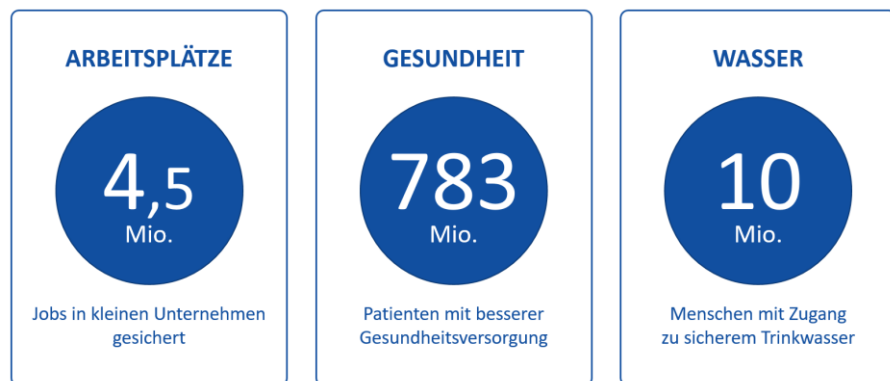 ARBEITSPLÄTZE
4,5
Mio.
Jobs in kleinen Unternehmen
gesichert
GESUNDHEIT
783
Mio.
Patienten mit besserer
Gesundheitsversorgung
WASSER
10
Mio.
Menschen mit Zugang
zu sicherem Trinkwasser